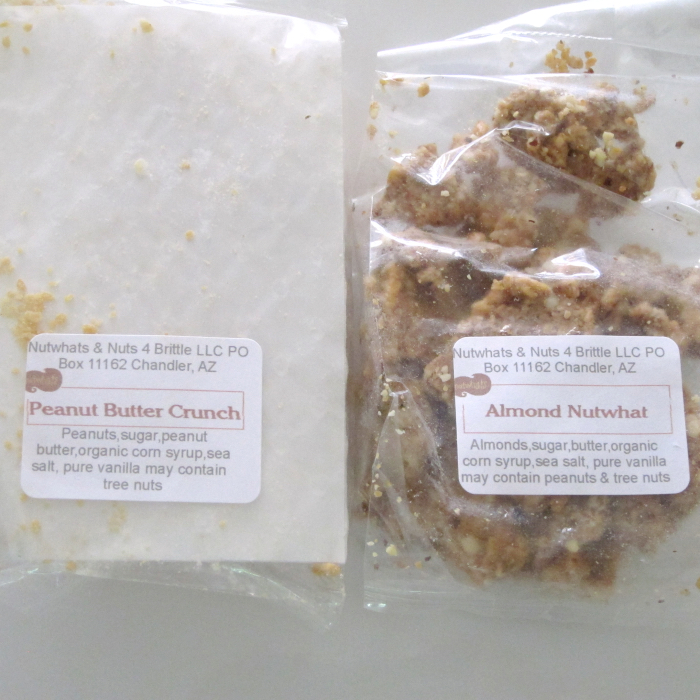 Nutwhats & Nuts 4 Brittle LLC PO
Box 11162 Chandler, AZ
Peanut Butter Crunch
Peanuts,sugar,peanut
butter,organic corn syrup,sea
salt, pure vanilla may contain
tree nuts
Nutwhats & Nuts 4 Brittle LLC PO
Box 11162 Chandler, AZ
Almond Nutwhat
Almonds,sugar,butter,organic
corn syrup,sea salt, pure vanilla
may contain peanuts & tree nuts